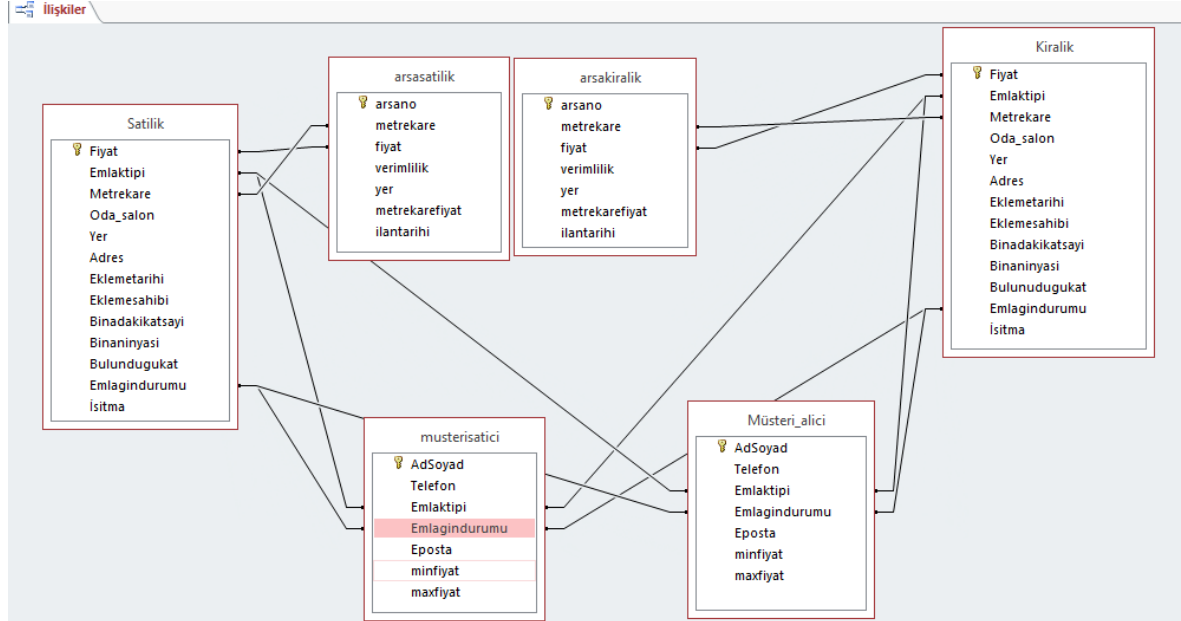 İlişkiler
Satilik
Fiyat
Emlaktipi
Metrekare
Oda_salon
Yer
Adres
Eklemetarihi
Eklemesahibi
Binadakikatsayi
Binaninyasi
Bulundugukat
Emlagindurumu
İsitma
arsasatilik
arsano
metrekare
fiyat
verimlilik
yer
metrekarefiyat
ilantarihi
arsakiralik
arsano
metrekare
fiyat
verimlilik
yer
metrekarefiyat
ilantarihi
Kiralik
Fiyat
Emlaktipi
Metrekare
Oda_salon
Yer
Adres
Eklemetarihi
Eklemesahibi
Binadakikatsayi
Binaninyasi
Bulunudugukat
Emlagindurumu
İsitma
musterisatici
AdSoyad
Telefon
Emlaktipi
Emlagindurumu
Eposta
minfiyat
maxfiyat
Müsteri_alici
AdSoyad
Telefon
Emlaktipi
Emlagindurumu
Eposta
minfiyat
maxfiyat